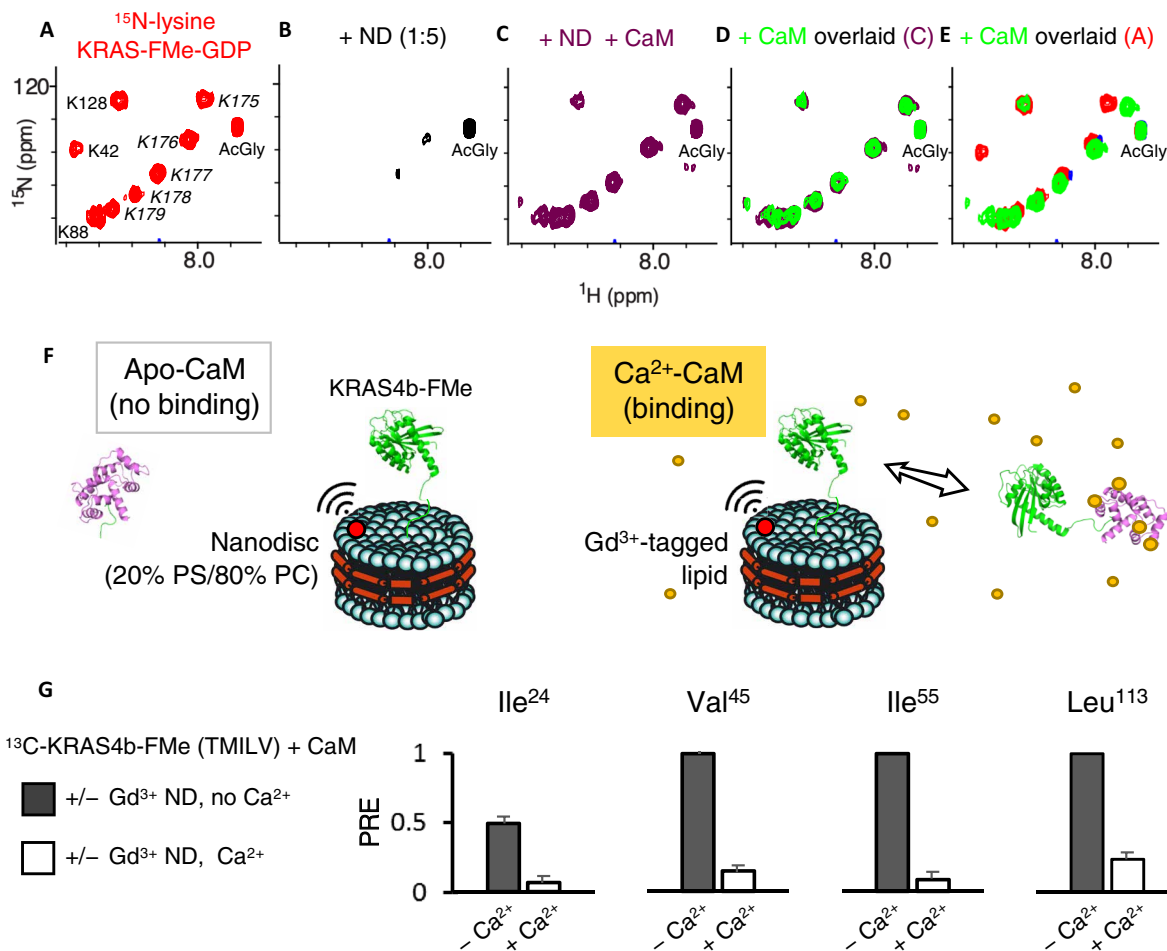 A
¹⁵N-lysine
KRAS-FMe-GDP
B
+ ND (1:5)
C
+ ND + CaM
D
+ CaM overlaid (C)
E
+ CaM overlaid (A)
120
¹⁵N (ppm)
K128
K175
K42
K176
AcGly
K177
K178
K179
K88
8.0
AcGly
8.0
AcGly
8.0
AcGly
8.0
AcGly
8.0
¹H (ppm)
F
Apo-CaM
(no binding)
KRAS4b-FMe
Nanodisc
(20% PS/80% PC)
Ca²⁺-CaM
(binding)
Gd³⁺-tagged
lipid
G
¹³C-KRAS4b-FMe (TMILV) + CaM
+/− Gd³⁺ ND, no Ca²⁺
+/− Gd³⁺ ND, Ca²⁺
PRE
1
0.5
0
Ile²⁴
− Ca²⁺
+ Ca²⁺
Val⁴⁵
− Ca²⁺
+ Ca²⁺
Ile⁵⁵
− Ca²⁺
+ Ca²⁺
Leu¹¹³
− Ca²⁺
+ Ca²⁺